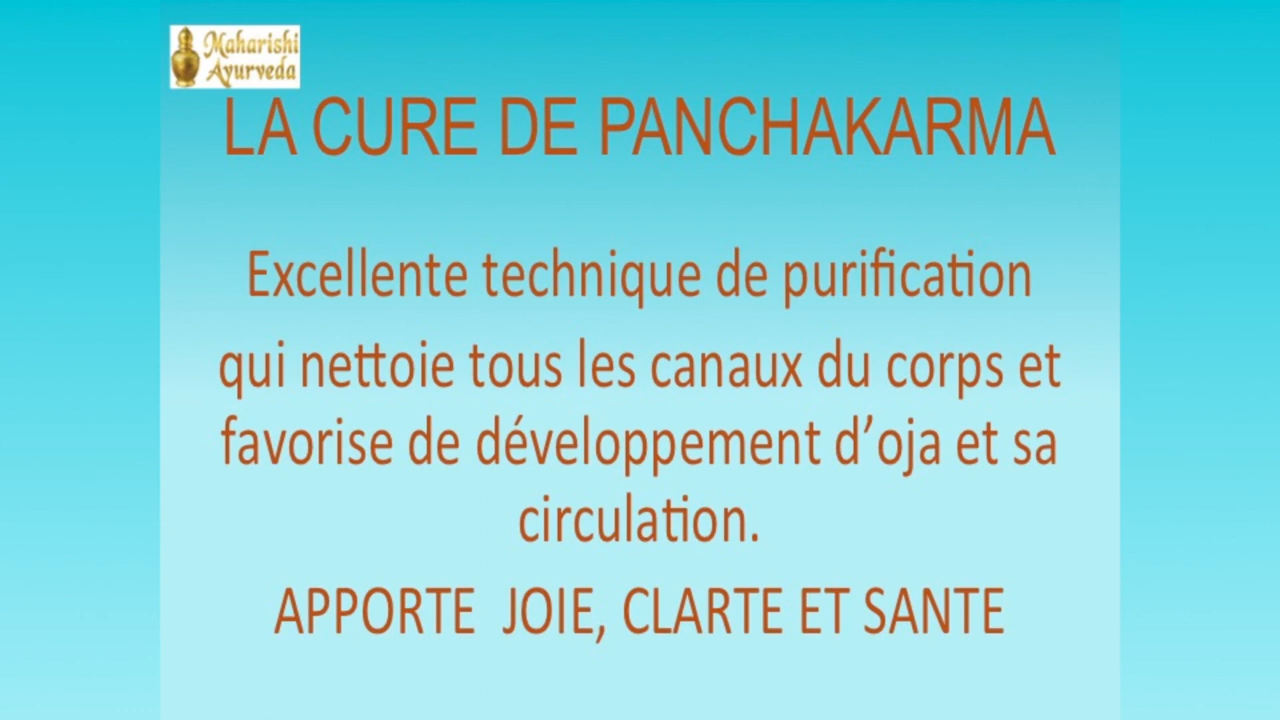 Maharishi
Ayurveda
LA CURE DE PANCHAKARMA
Excellente technique de purification
qui nettoie tous les canaux du corps et
favorise de développement d’oja et sa
circulation.
APPORTE  JOIE, CLARTE ET SANTE